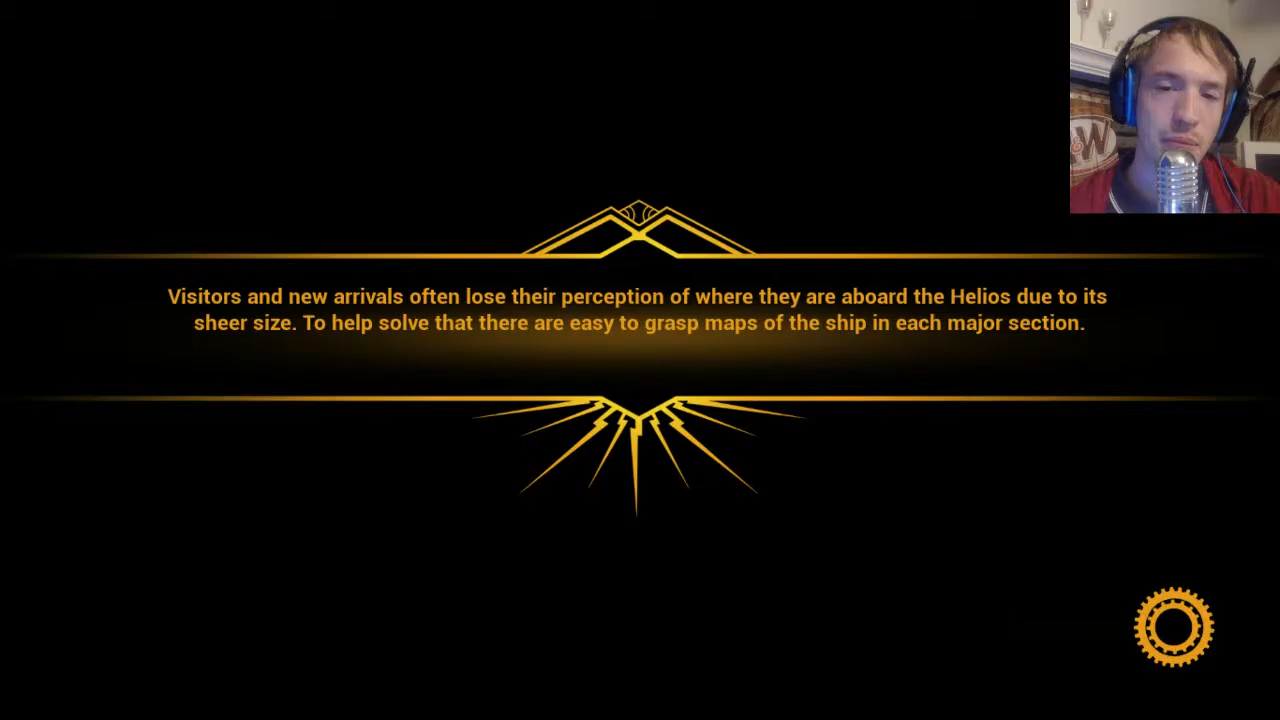 Visitors and new arrivals often lose their perception of where they are aboard the Helios due to its
sheer size. To help solve that there are easy to grasp maps of the ship in each major section.
&W